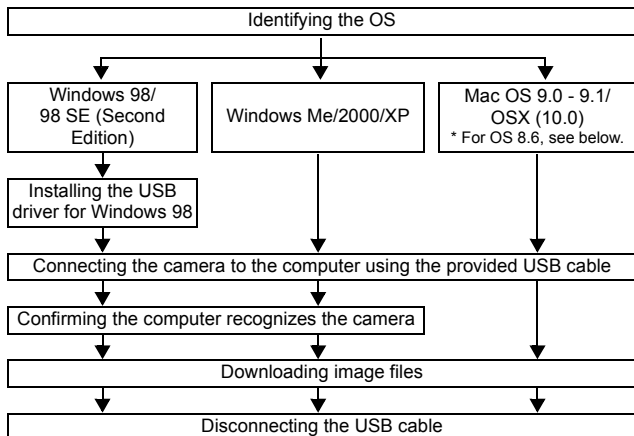 Identifying the OS
Windows 98/
98 SE (Second
Edition)
Windows Me/2000/XP
Mac OS 9.0 - 9.1/
OSX (10.0)
* For OS 8.6, see below.
Installing the USB
driver for Windows 98
Connecting the camera to the computer using the provided USB cable
Confirming the computer recognizes the camera
Downloading image files
Disconnecting the USB cable